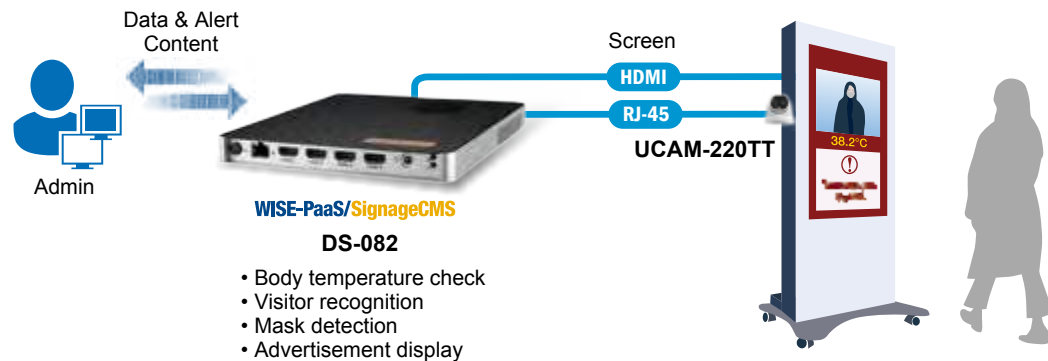 Data & Alert
Content
Screen
HDMI
RJ-45
UCAM-220TT
38.2°C
Admin
WISE-PaaS/SignageCMS
DS-082
• Body temperature check
• Visitor recognition
• Mask detection
• Advertisement display